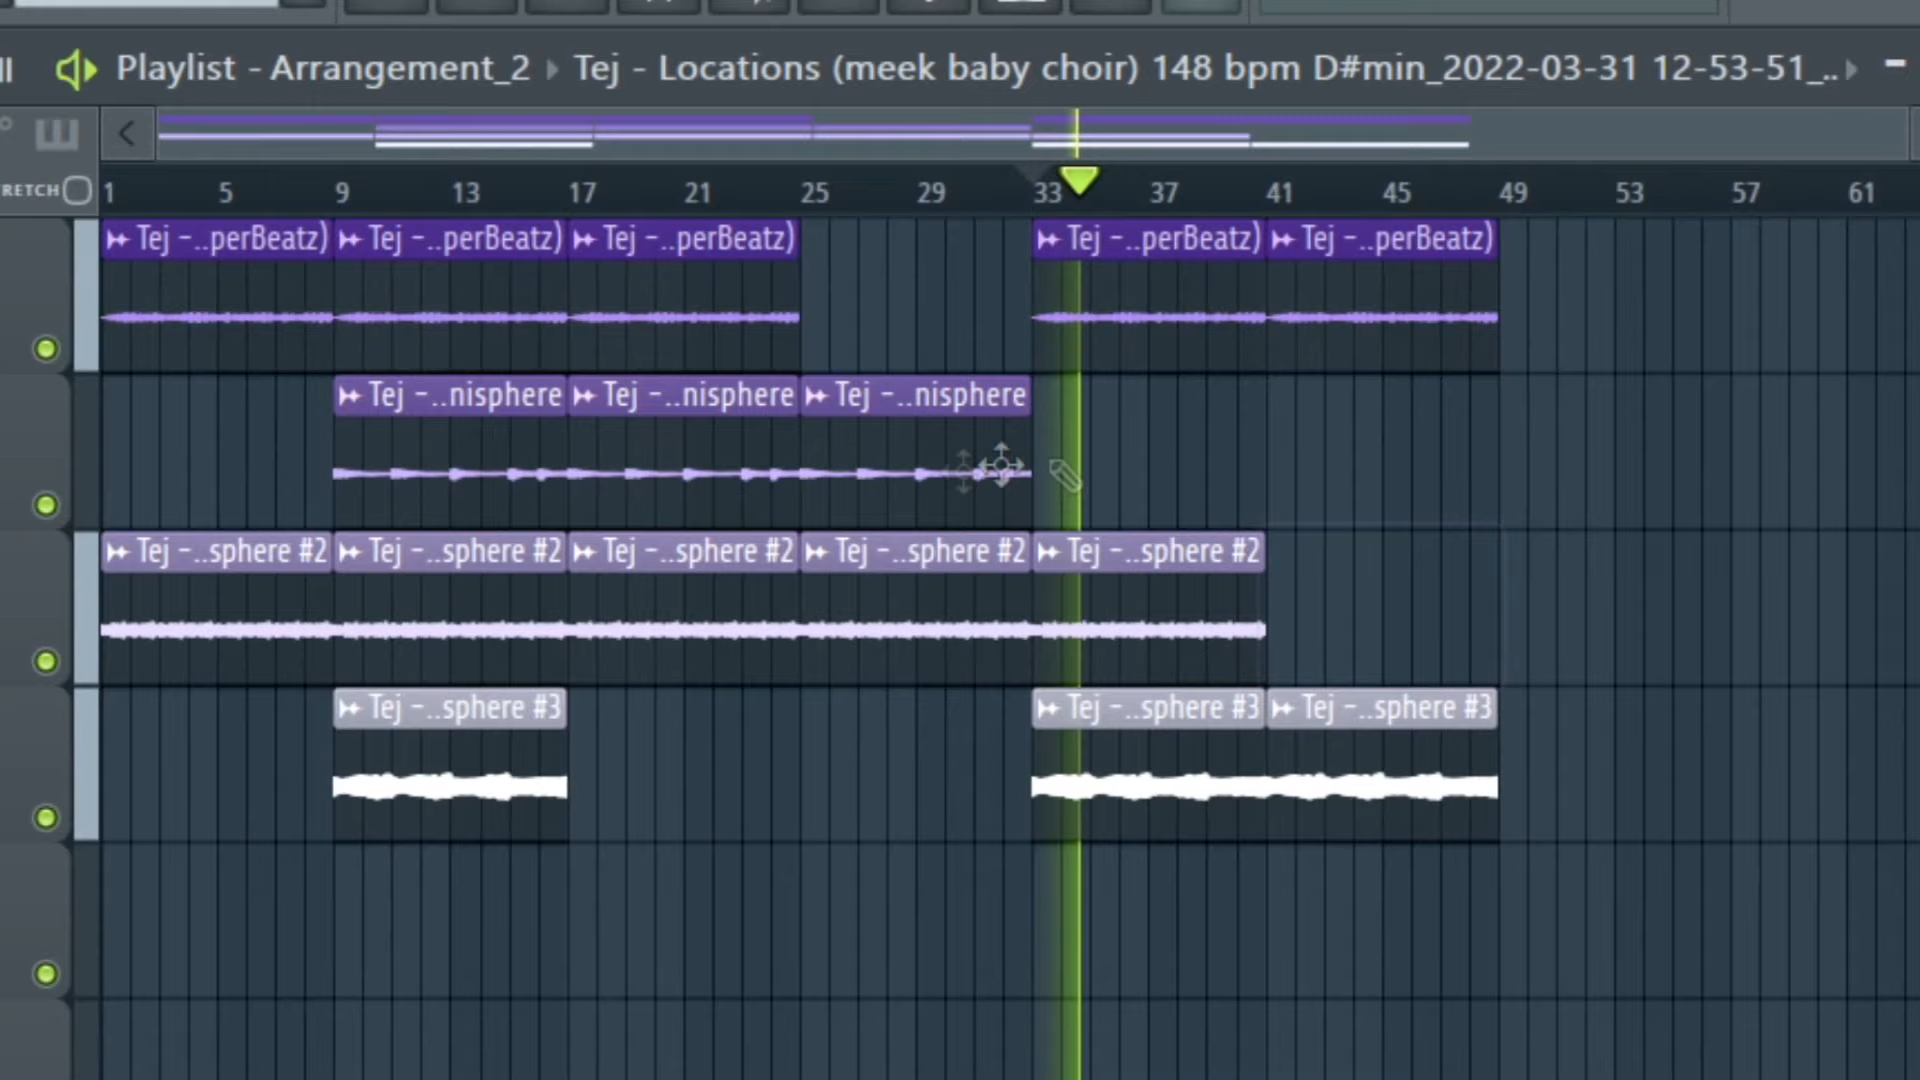 Playlist - Arrangement_2 ▸ Tej - Locations (meek baby choir) 148 bpm D#min_2022-03-31 12-53-51_..
RETCH 1 5 9 13 17 21 25 29 33 37 41 45 49 53 57 61
Tej -..perBeatz) Tej -..perBeatz) Tej -..perBeatz) Tej -..perBeatz) Tej -..perBeatz)
Tej -..nisphere Tej -..nisphere Tej -..nisphere
Tej -..sphere #2 Tej -..sphere #2 Tej -..sphere #2 Tej -..sphere #2 Tej -..sphere #2
Tej -..sphere #3 Tej -..sphere #3 Tej -..sphere #3